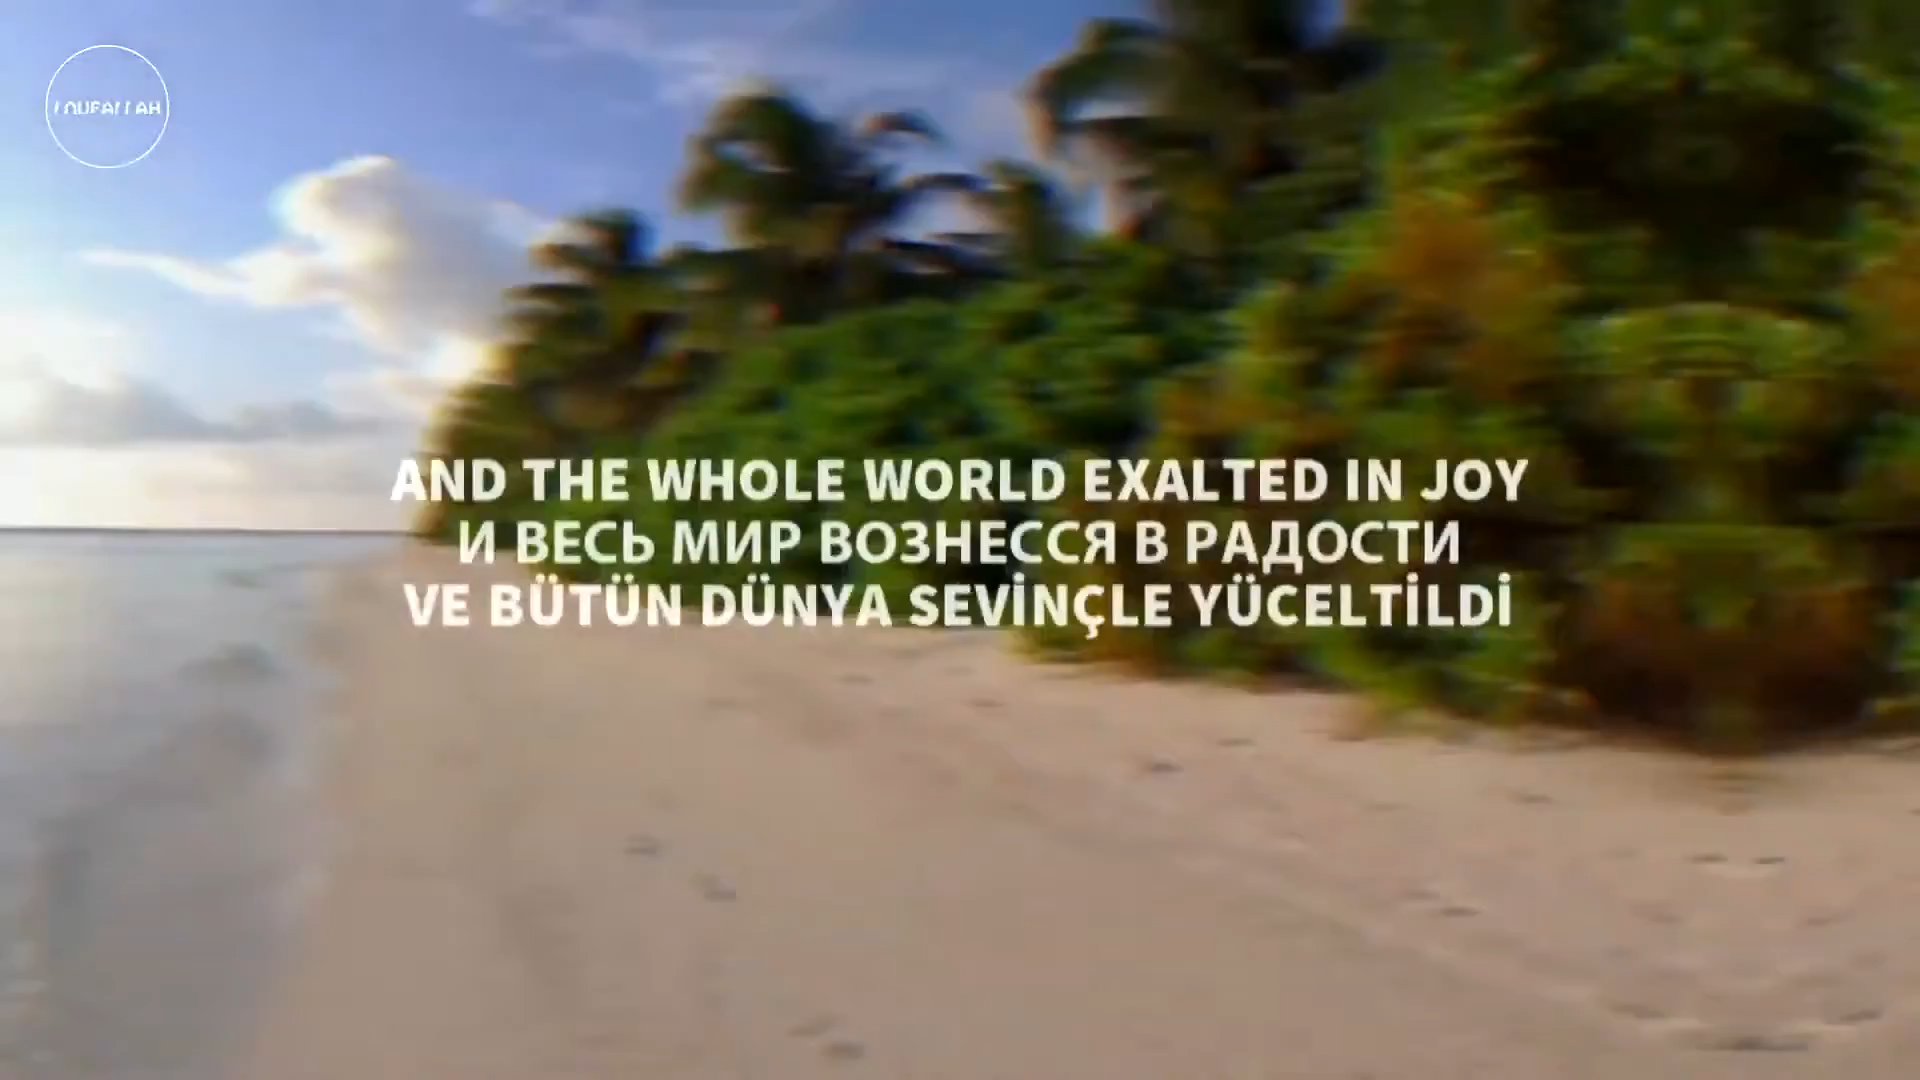 AND THE WHOLE WORLD EXALTED IN JOY
И ВЕСЬ МИР ВОЗНЕССЯ В РАДОСТИ
VE BÜTÜN DÜNYA SEVİNÇLE YÜCELTİLDİ